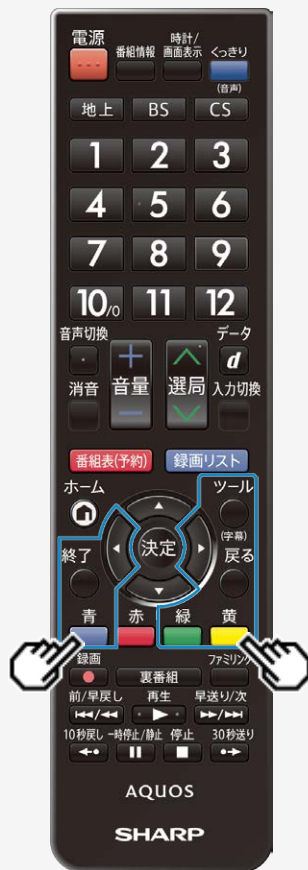 電源
番組情報
時計/
画面表示
くっきり
(音声)
地上 BS CS
1 2 3
4 5 6
7 8 9
10/0 11 12
音声切換
データ
+
d
消音 音量 選局 入力切換
－
番組表(予約) 録画リスト
ホーム
ツール
(字幕)
終了 決定 戻る
青 赤 緑 黄
録画
裏番組
ファミリンク
前/早戻し 再生 早送り/次
10秒戻し 一時停止/静止 停止 30秒送り
AQUOS
SHARP